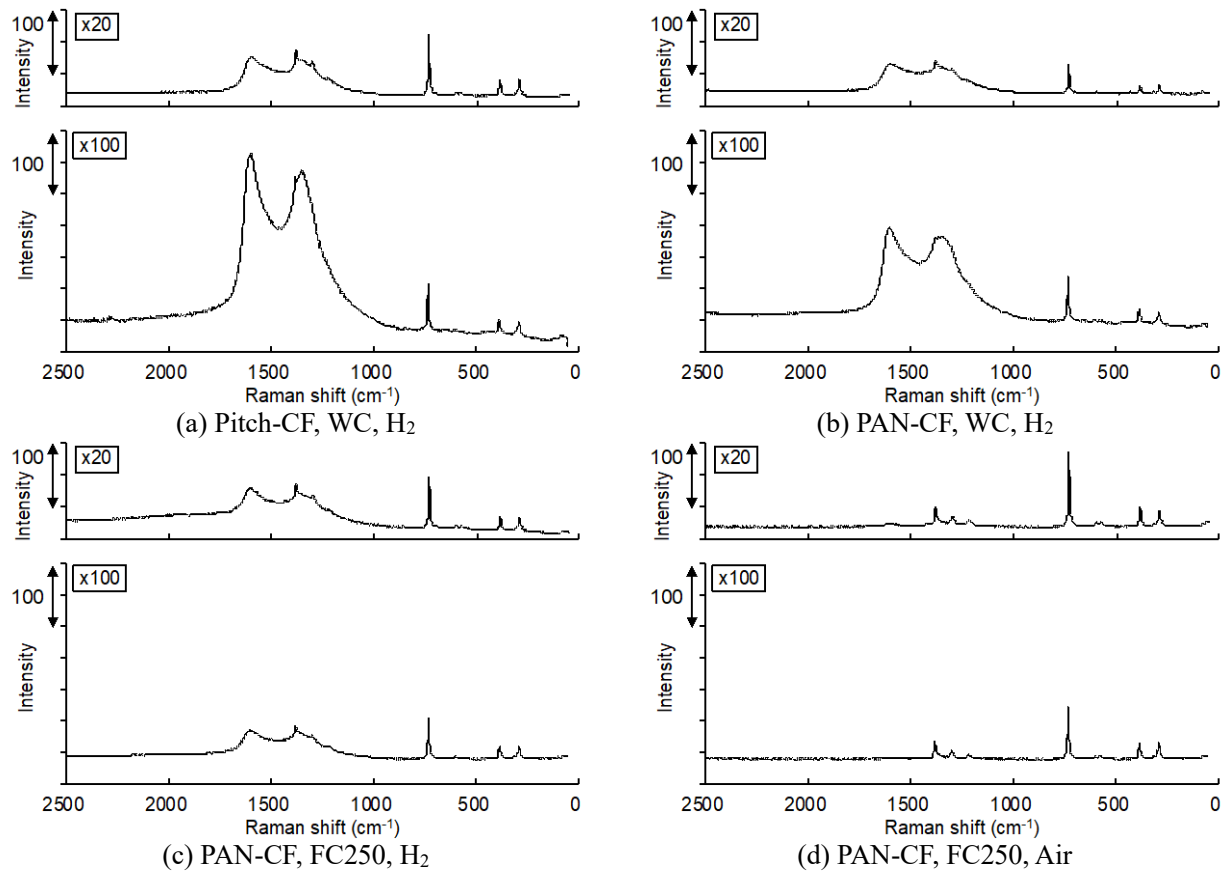 100
x20
Intensity
100
x100
Intensity
2500 2000 1500 1000 500 0
Raman shift (cm⁻¹)
(a) Pitch-CF, WC, H₂
100
x20
Intensity
100
x100
Intensity
2500 2000 1500 1000 500 0
Raman shift (cm⁻¹)
(b) PAN-CF, WC, H₂
100
x20
Intensity
100
x100
Intensity
2500 2000 1500 1000 500 0
Raman shift (cm⁻¹)
(c) PAN-CF, FC250, H₂
100
x20
Intensity
100
x100
Intensity
2500 2000 1500 1000 500 0
Raman shift (cm⁻¹)
(d) PAN-CF, FC250, Air